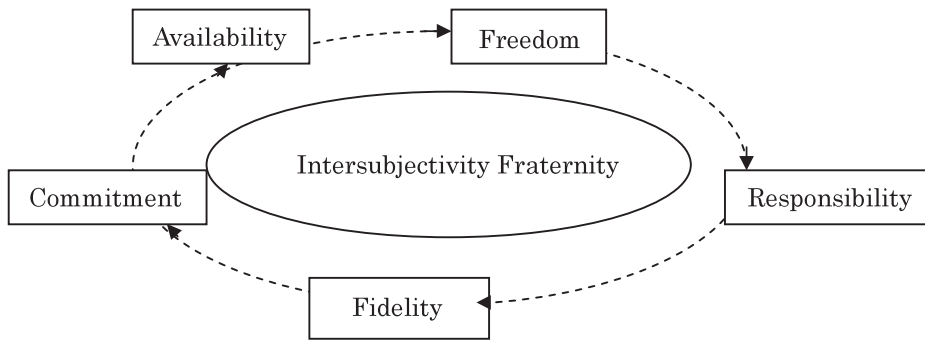 Availability
Freedom
Intersubjectivity Fraternity
Commitment
Responsibility
Fidelity